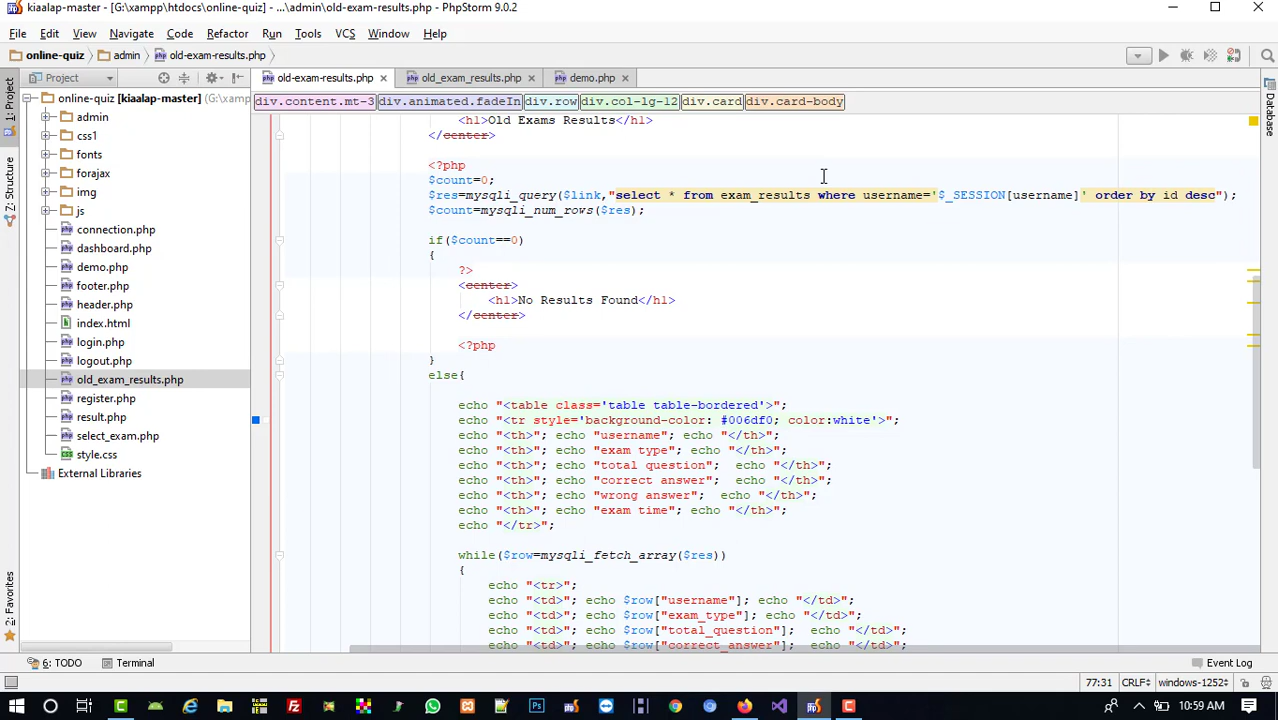 kiaalap-master - [G:\xampp\htdocs\online-quiz] - ...\admin\old-exam-results.php - PhpStorm 9.0.2
File Edit View Navigate Code Refactor Run Tools VCS Window Help
online-quiz admin old-exam-results.php
Project old-exam-results.php old_exam_results.php demo.php
online-quiz [kiaalap-master] (G:\xamp
admin
css1
fonts
forajax
img
js
connection.php
dashboard.php
demo.php
footer.php
header.php
index.html
login.php
logout.php
old_exam_results.php
register.php
result.php
select_exam.php
style.css
External Libraries
1: Project
7: Structure
2: Favorites
Database
div.content.mt-3 div.animated.fadeIn div.row div.col-lg-12 div.card div.card-body
<h1>Old Exams Results</h1>
</center>
<?php
$count=0;
$res=mysqli_query($link,"select * from exam_results where username='$_SESSION[username]' order by id desc");
$count=mysqli_num_rows($res);
if($count==0)
{
?>
<center>
<h1>No Results Found</h1>
</center>
<?php
}
else{
echo "<table class='table table-bordered'>";
echo "<tr style='background-color: #006df0; color:white'>";
echo "<th>"; echo "username"; echo "</th>";
echo "<th>"; echo "exam type"; echo "</th>";
echo "<th>"; echo "total question";  echo "</th>";
echo "<th>"; echo "correct answer";  echo "</th>";
echo "<th>"; echo "wrong answer";  echo "</th>";
echo "<th>"; echo "exam time"; echo "</th>";
echo "</tr>";
while($row=mysqli_fetch_array($res))
{
echo "<tr>";
echo "<td>"; echo $row["username"]; echo "</td>";
echo "<td>"; echo $row["exam_type"]; echo "</td>";
echo "<td>"; echo $row["total_question"];  echo "</td>";
echo "<td>"; echo $row["correct_answer"];  echo "</td>";
6: TODO Terminal Event Log
77:31 CRLF windows-1252
10:59 AM